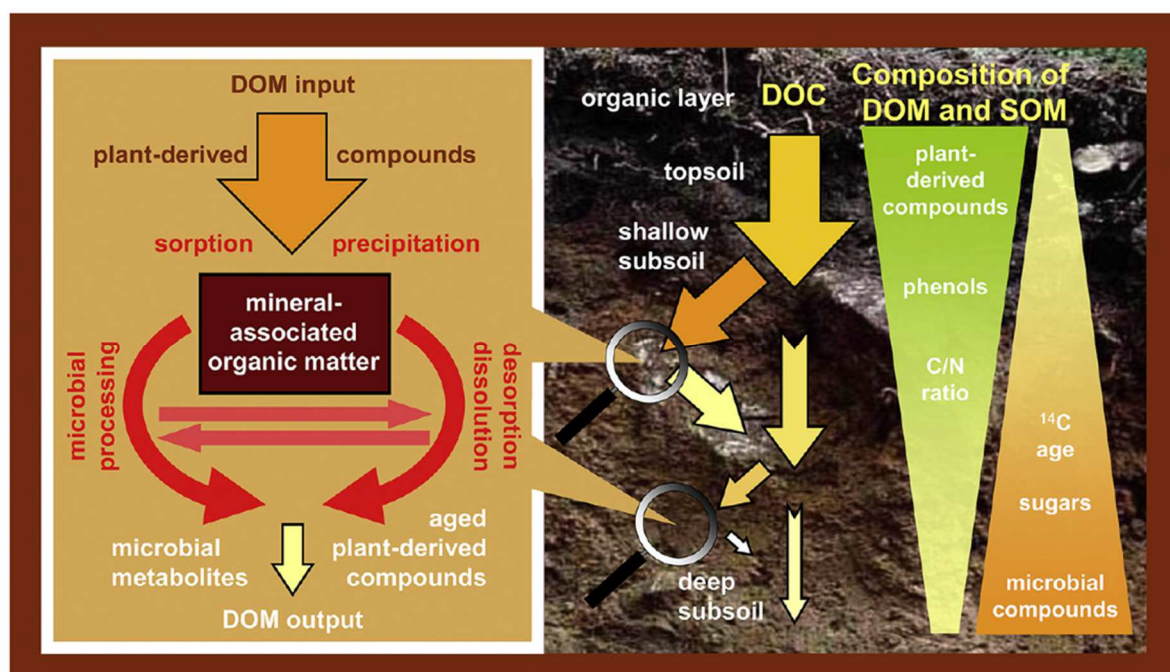 DOM input
plant-derived compounds
sorption precipitation
mineral-
associated
organic matter
microbial
processing
desorption
dissolution
microbial
metabolites
aged
plant-derived
compounds
DOM output
organic layer
DOC
topsoil
shallow
subsoil
deep
subsoil
Composition of
DOM and SOM
plant-
derived
compounds
phenols
C/N
ratio
¹⁴C
age
sugars
microbial
compounds